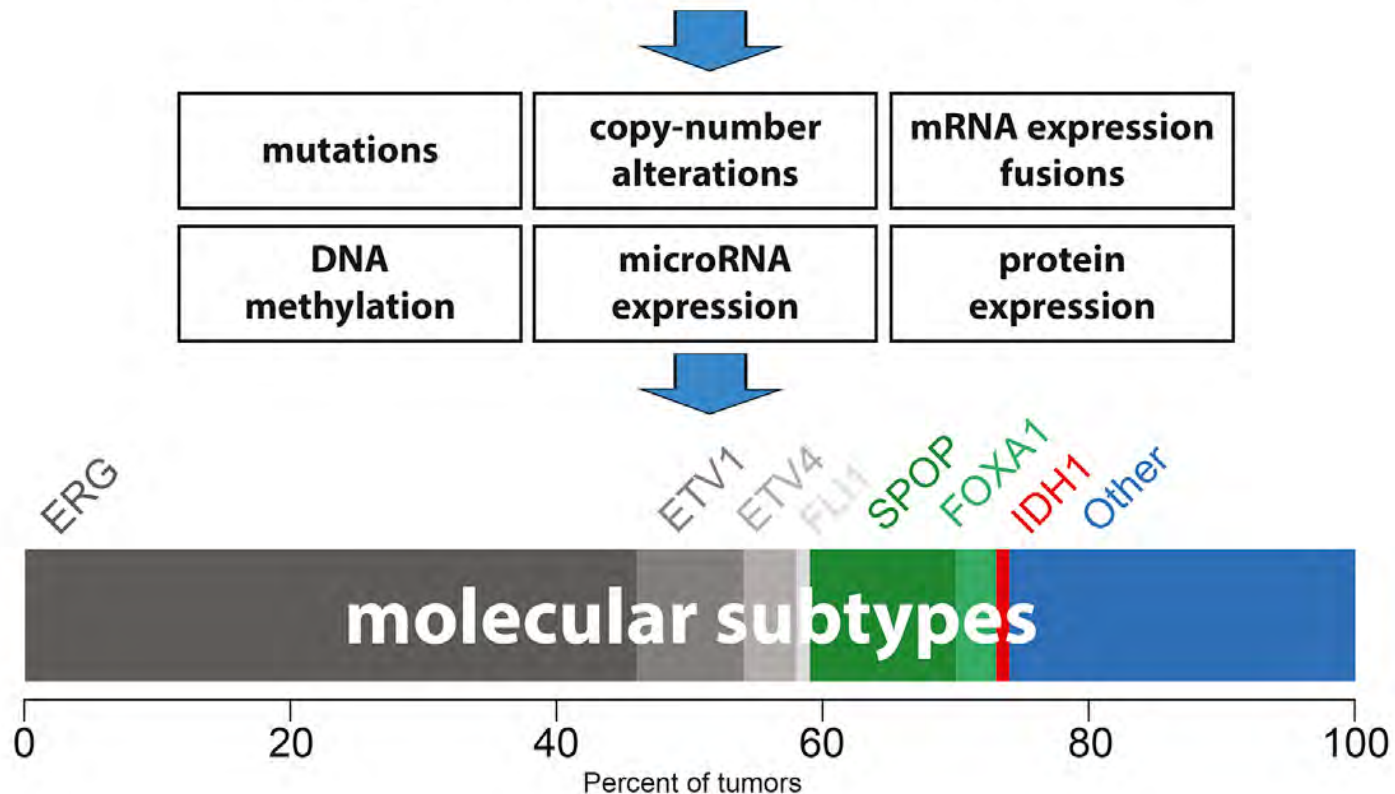 mutations
copy-number
alterations
mRNA expression
fusions
DNA
methylation
microRNA
expression
protein
expression
ERG
ETV1
ETV4
FLI1
SPOP
FOXA1
IDH1
Other
molecular subtypes
0
20
40
60
80
100
Percent of tumors